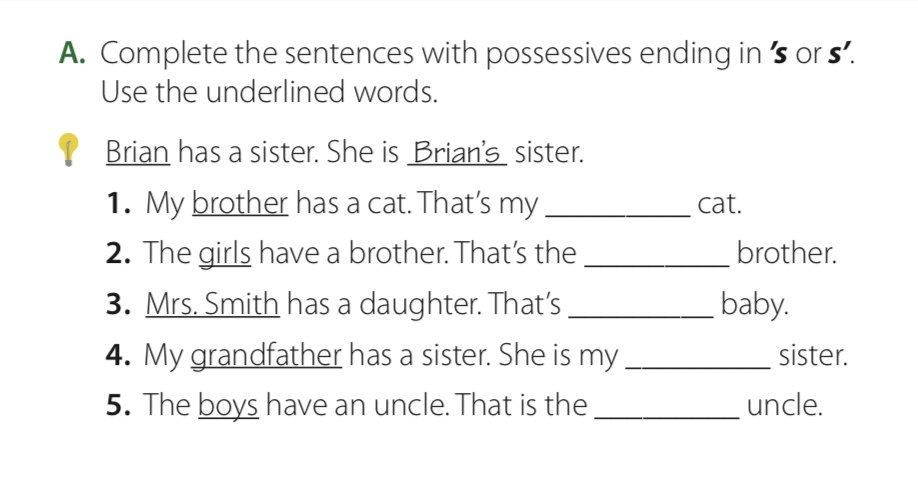 A. Complete the sentences with possessives ending in ’s or s’.
Use the underlined words.
Brian has a sister. She is Brian’s sister.
1. My brother has a cat. That’s my __________ cat.
2. The girls have a brother. That’s the __________ brother.
3. Mrs. Smith has a daughter. That’s __________ baby.
4. My grandfather has a sister. She is my __________ sister.
5. The boys have an uncle. That is the __________ uncle.